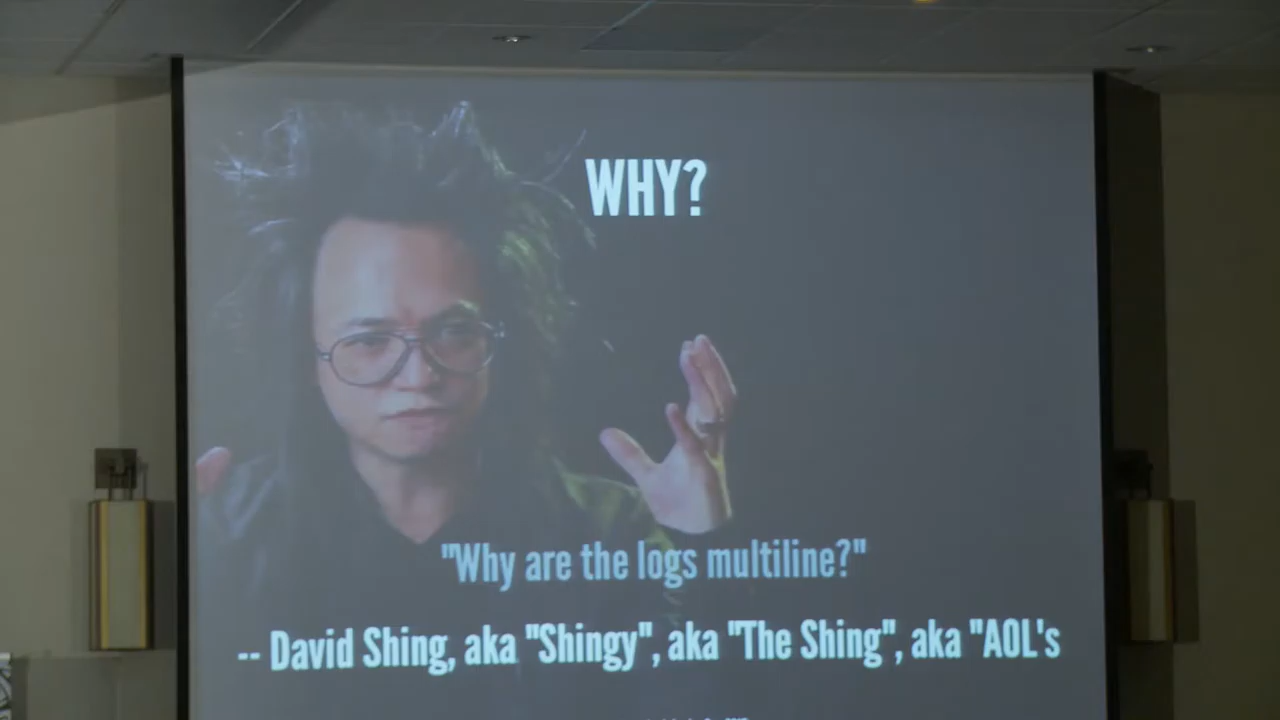 WHY?
"Why are the logs multiline?"
-- David Shing, aka "Shingy", aka "The Shing", aka "AOL's